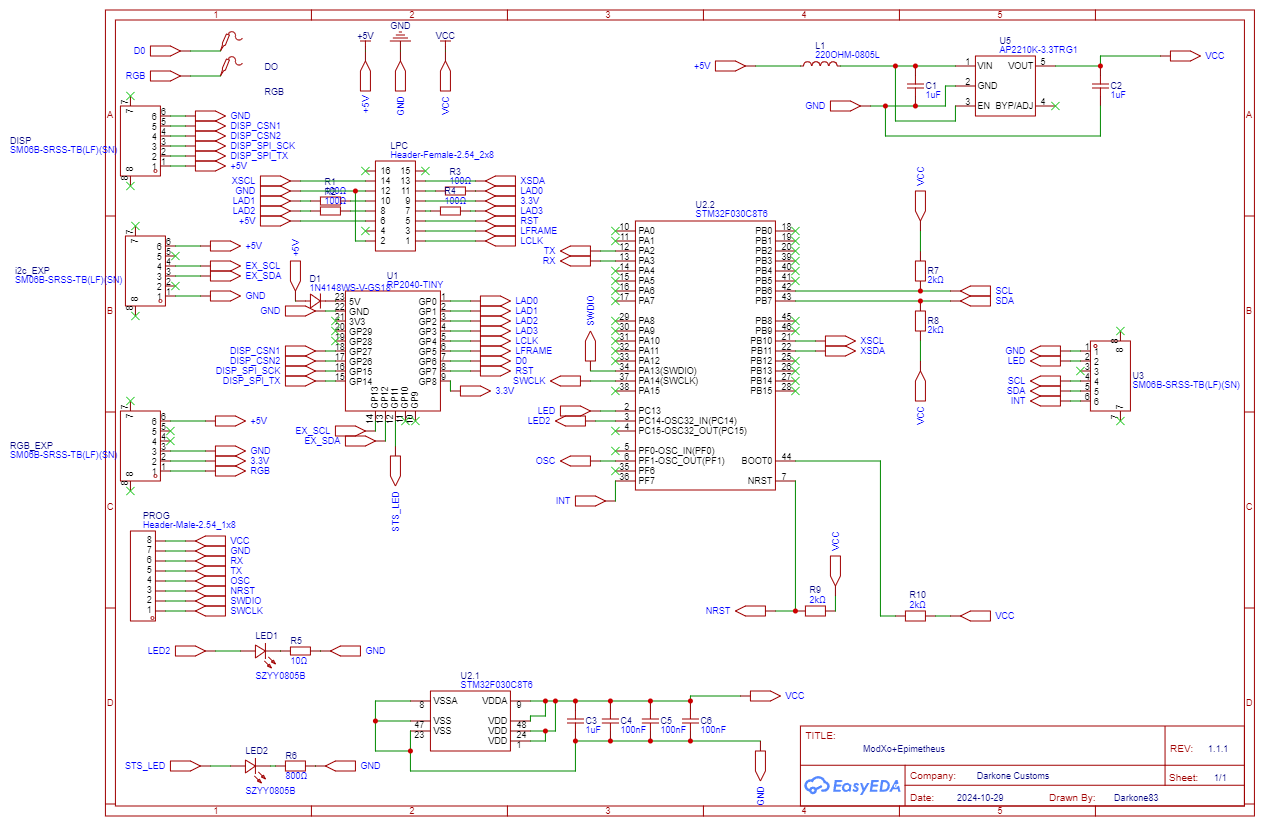 1 2 3 4 5
D0
RGB
DO
RGB
+5V GND VCC
+5V GND VCC
L1
220OHM-0805L
U5
AP2210K-3.3TRG1
+5V
GND
VCC
1 VIN VOUT 5
2 GND
3 EN BYP/ADJ 4
C1
1uF
C2
1uF
A
DISP
SM06B-SRSS-TB(LF)(SN)
7
8
6 GND
5 DISP_CSN1
4 DISP_CSN2
3 DISP_SPI_SCK
2 DISP_SPI_TX
1 +5V
LPC
Header-Female-2.54_2x8
16 15
14 13
12 11
10 9
8 7
6 5
4 3
2 1
R1
100Ω
R2
100Ω
R3
100Ω
R4
100Ω
XSCL
GND
LAD1
LAD2
+5V
XSDA
LAD0
3.3V
LAD3
RST
LFRAME
LCLK
i2c_EXP
SM06B-SRSS-TB(LF)(SN)
7
8
6 +5V
5
4 EX_SCL
3 EX_SDA
2
1 GND
B
+5V
D1
1N4148WS-V-GS18
GND
U1
RP2040-TINY
23 5V
22 GND
21 3V3
20 GP29
19 GP28
18 GP27
17 GP26
16 GP15
15 GP14
GP0 1 LAD0
GP1 2 LAD1
GP2 3 LAD2
GP3 4 LAD3
GP4 5 LCLK
GP5 6 LFRAME
GP6 7 D0
GP7 8 RST
GP8 9 3.3V
DISP_CSN1
DISP_CSN2
DISP_SPI_SCK
DISP_SPI_TX
GP13 GP12 GP11 GP10 GP9
14 13 12 11 10
EX_SCL
EX_SDA
STS_LED
U2.2
STM32F030C8T6
10 PA0
11 PA1
12 PA2
13 PA3
14 PA4
15 PA5
16 PA6
17 PA7
29 PA8
30 PA9
31 PA10
32 PA11
33 PA12
34 PA13(SWDIO)
37 PA14(SWCLK)
38 PA15
2 PC13
3 PC14-OSC32_IN(PC14)
4 PC15-OSC32_OUT(PC15)
5 PF0-OSC_IN(PF0)
6 PF1-OSC_OUT(PF1)
35 PF6
36 PF7
PB0 18
PB1 19
PB2 20
PB3 39
PB4 40
PB5 41
PB6 42
PB7 43
PB8 45
PB9 46
PB10 21
PB11 22
PB12 25
PB13 26
PB14 27
PB15 28
BOOT0 44
NRST 7
TX
RX
SWDIO
SWCLK
LED
LED2
OSC
INT
VCC
R7
2kΩ
SCL
SDA
R8
2kΩ
VCC
XSCL
XSDA
U3
SM06B-SRSS-TB(LF)(SN)
8
7
GND 1 1
LED 2 2
3 3
SCL 4 4
SDA 5 5
INT 6 6
RGB_EXP
SM06B-SRSS-TB(LF)(SN)
7
8
6 +5V
5
4
3 GND
2 3.3V
1 RGB
C
PROG
Header-Male-2.54_1x8
8 VCC
7 GND
6 RX
5 TX
4 OSC
3 NRST
2 SWDIO
1 SWCLK
VCC
R9
2kΩ
NRST
R10
2kΩ
VCC
LED2
LED1
SZYY0805B
R5
10Ω
GND
D
U2.1
STM32F030C8T6
8 VSSA VDDA 9
47 VSS VDD 48
23 VSS VDD 24
VDD 1
C3
1uF
C4
100nF
C5
100nF
C6
100nF
VCC
GND
STS_LED
LED2
SZYY0805B
R6
800Ω
GND
TITLE:
ModXo+Epimetheus
REV: 1.1.1
EasyEDA
Company: Darkone Customs
Sheet: 1/1
Date: 2024-10-29
Drawn By: Darkone83
1 2 3 4 5
A
B
C
D